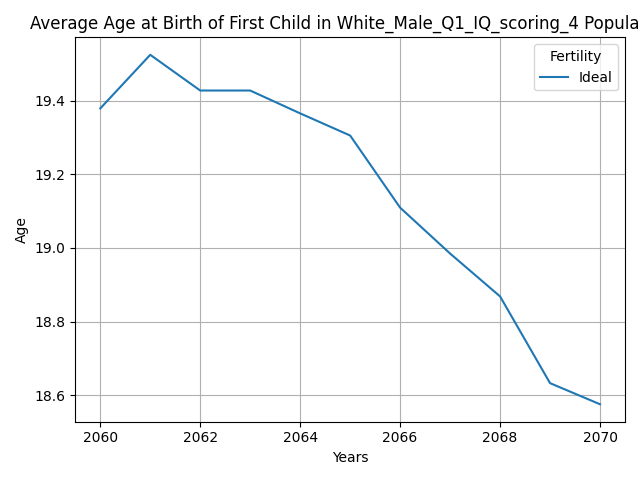 Average Age at Birth of First Child in White_Male_Q1_IQ_scoring_4 Popula
Fertility
Ideal
19.4
19.2
19.0
18.8
18.6
Age
2060 2062 2064 2066 2068 2070
Years